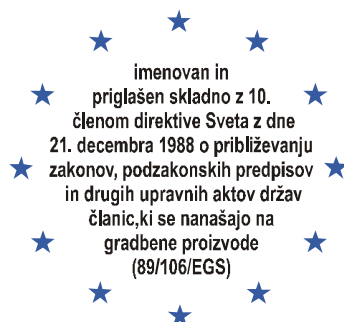 imenovan in
priglašen skladno z 10.
členom direktive Sveta z dne
21. decembra 1988 o približevanju
zakonov, podzakonskih predpisov
in drugih upravnih aktov držav
članic,ki se nanašajo na
gradbene proizvode
(89/106/EGS)